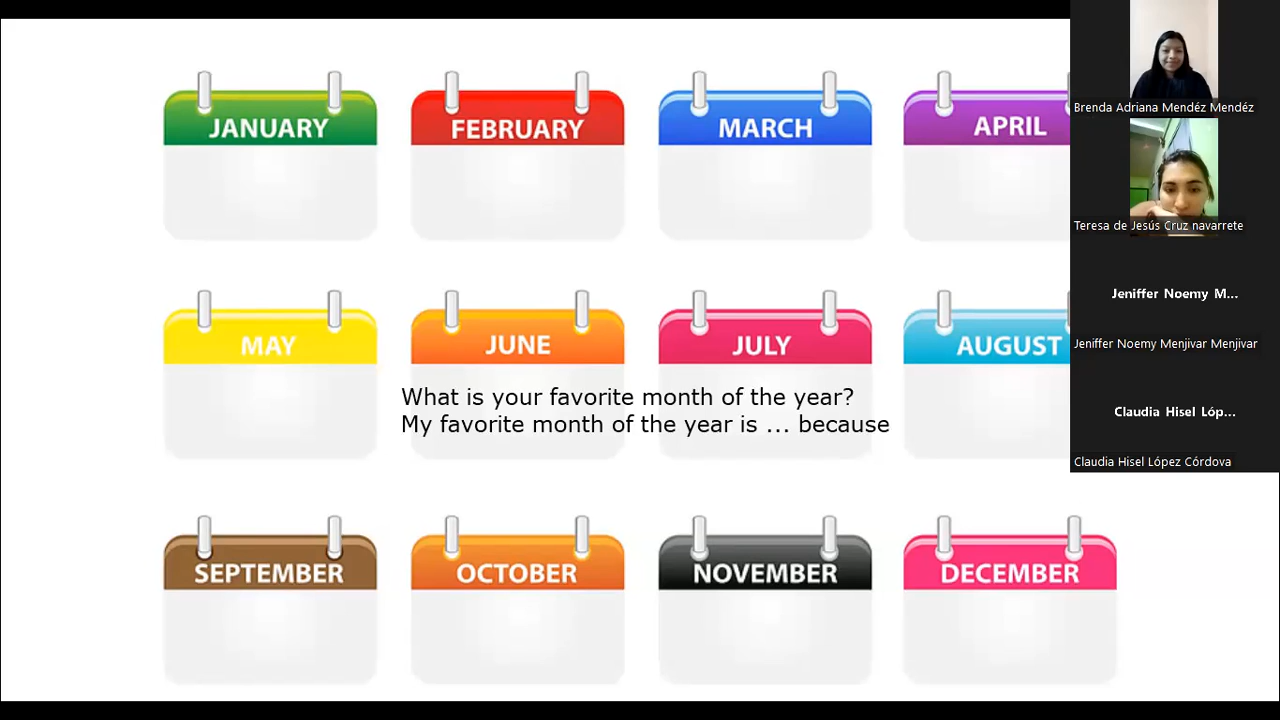 JANUARY
FEBRUARY
MARCH
APRIL
MAY
JUNE
JULY
AUGUST
What is your favorite month of the year?
My favorite month of the year is ... because
SEPTEMBER
OCTOBER
NOVEMBER
DECEMBER
Brenda Adriana Mendéz Mendéz
Teresa de Jesús Cruz navarrete
Jeniffer Noemy M...
Jeniffer Noemy Menjivar Menjivar
Claudia Hisel Lóp...
Claudia Hisel López Córdova